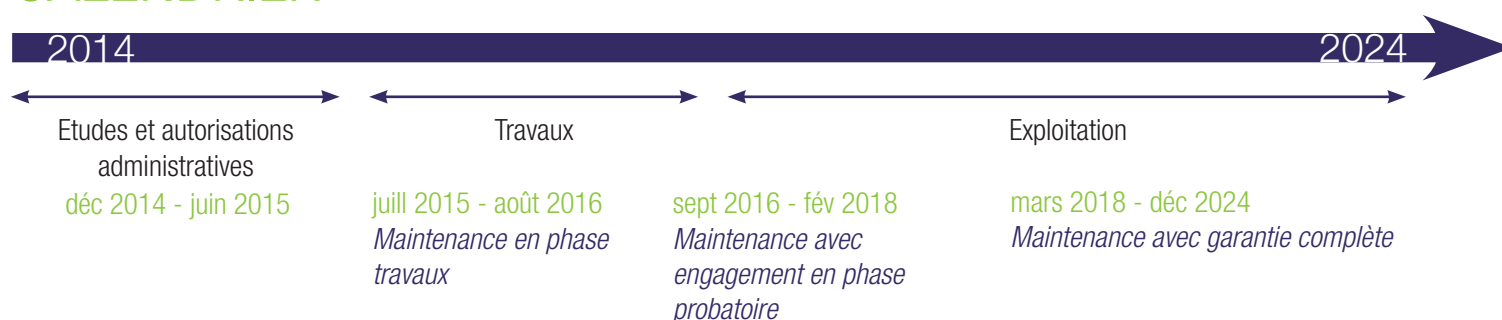 2014
2024
Etudes et autorisations
administratives
déc 2014 - juin 2015
Travaux
juill 2015 - août 2016
Maintenance en phase
travaux
Exploitation
sept 2016 - fév 2018
Maintenance avec
engagement en phase
probatoire
mars 2018 - déc 2024
Maintenance avec garantie complète